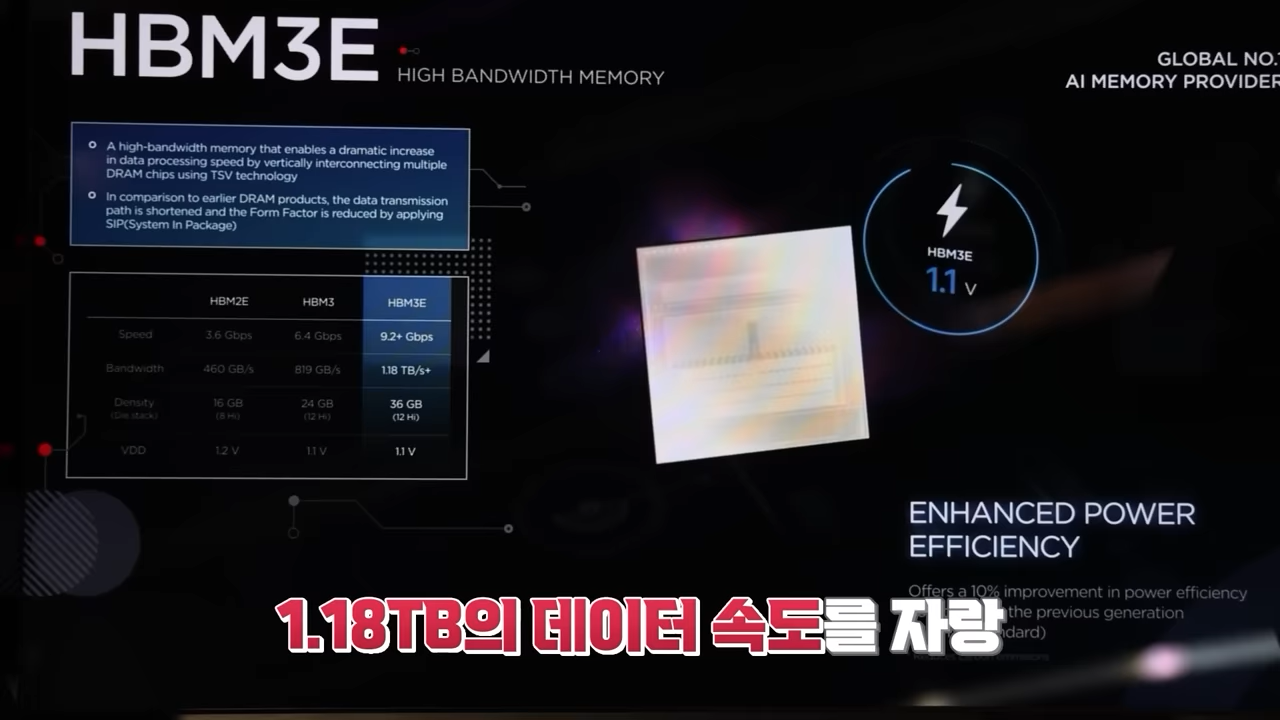 HBM3E
HIGH BANDWIDTH MEMORY
GLOBAL NO.1
AI MEMORY PROVIDER
A high-bandwidth memory that enables a dramatic increase
in data processing speed by vertically interconnecting multiple
DRAM chips using TSV technology
In comparison to earlier DRAM products, the data transmission
path is shortened and the Form Factor is reduced by applying
SIP(System In Package)
HBM3E
1.1 V
HBM2E HBM3 HBM3E
Speed 3.6 Gbps 6.4 Gbps 9.2+ Gbps
Bandwidth 460 GB/s 819 GB/s 1.18 TB/s+
Density 16 GB 24 GB 36 GB
(Die stack) (8 Hi) (12 Hi) (12 Hi)
VDD 1.2 V 1.1 V 1.1 V
ENHANCED POWER
EFFICIENCY
Offers a 10% improvement in power efficiency
the previous generation
1.18TB의 데이터 속도를 자랑